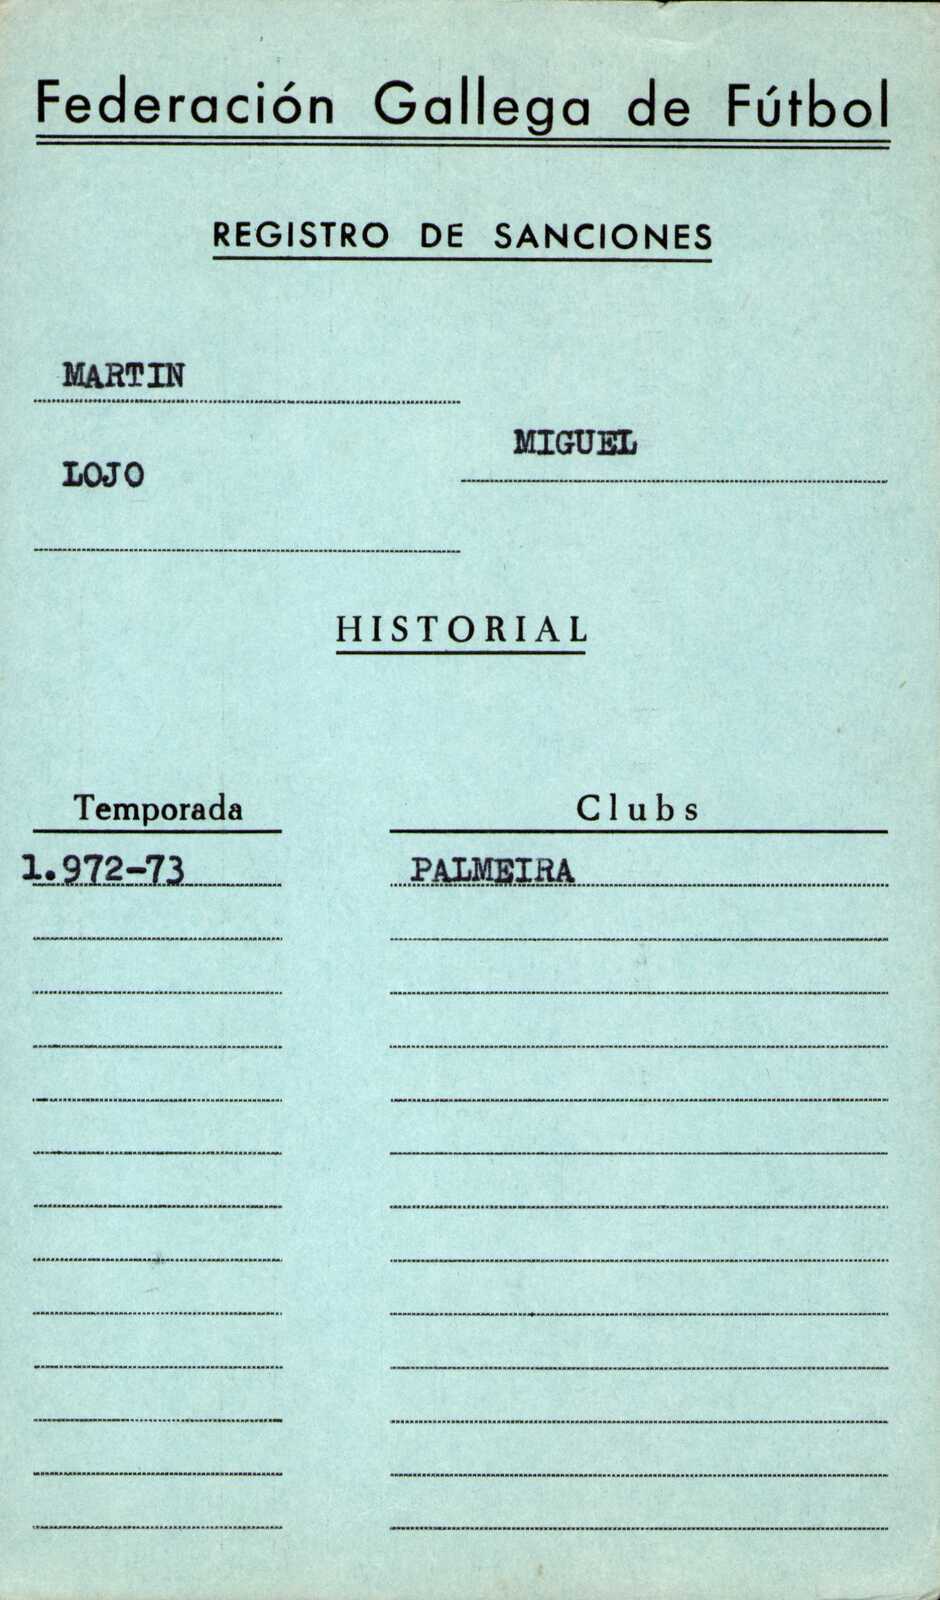 Federación Gallega de Fútbol
REGISTRO DE SANCIONES
MARTIN
MIGUEL
LOJO
HISTORIAL
Temporada Clubs
1.972-73 PALMEIRA